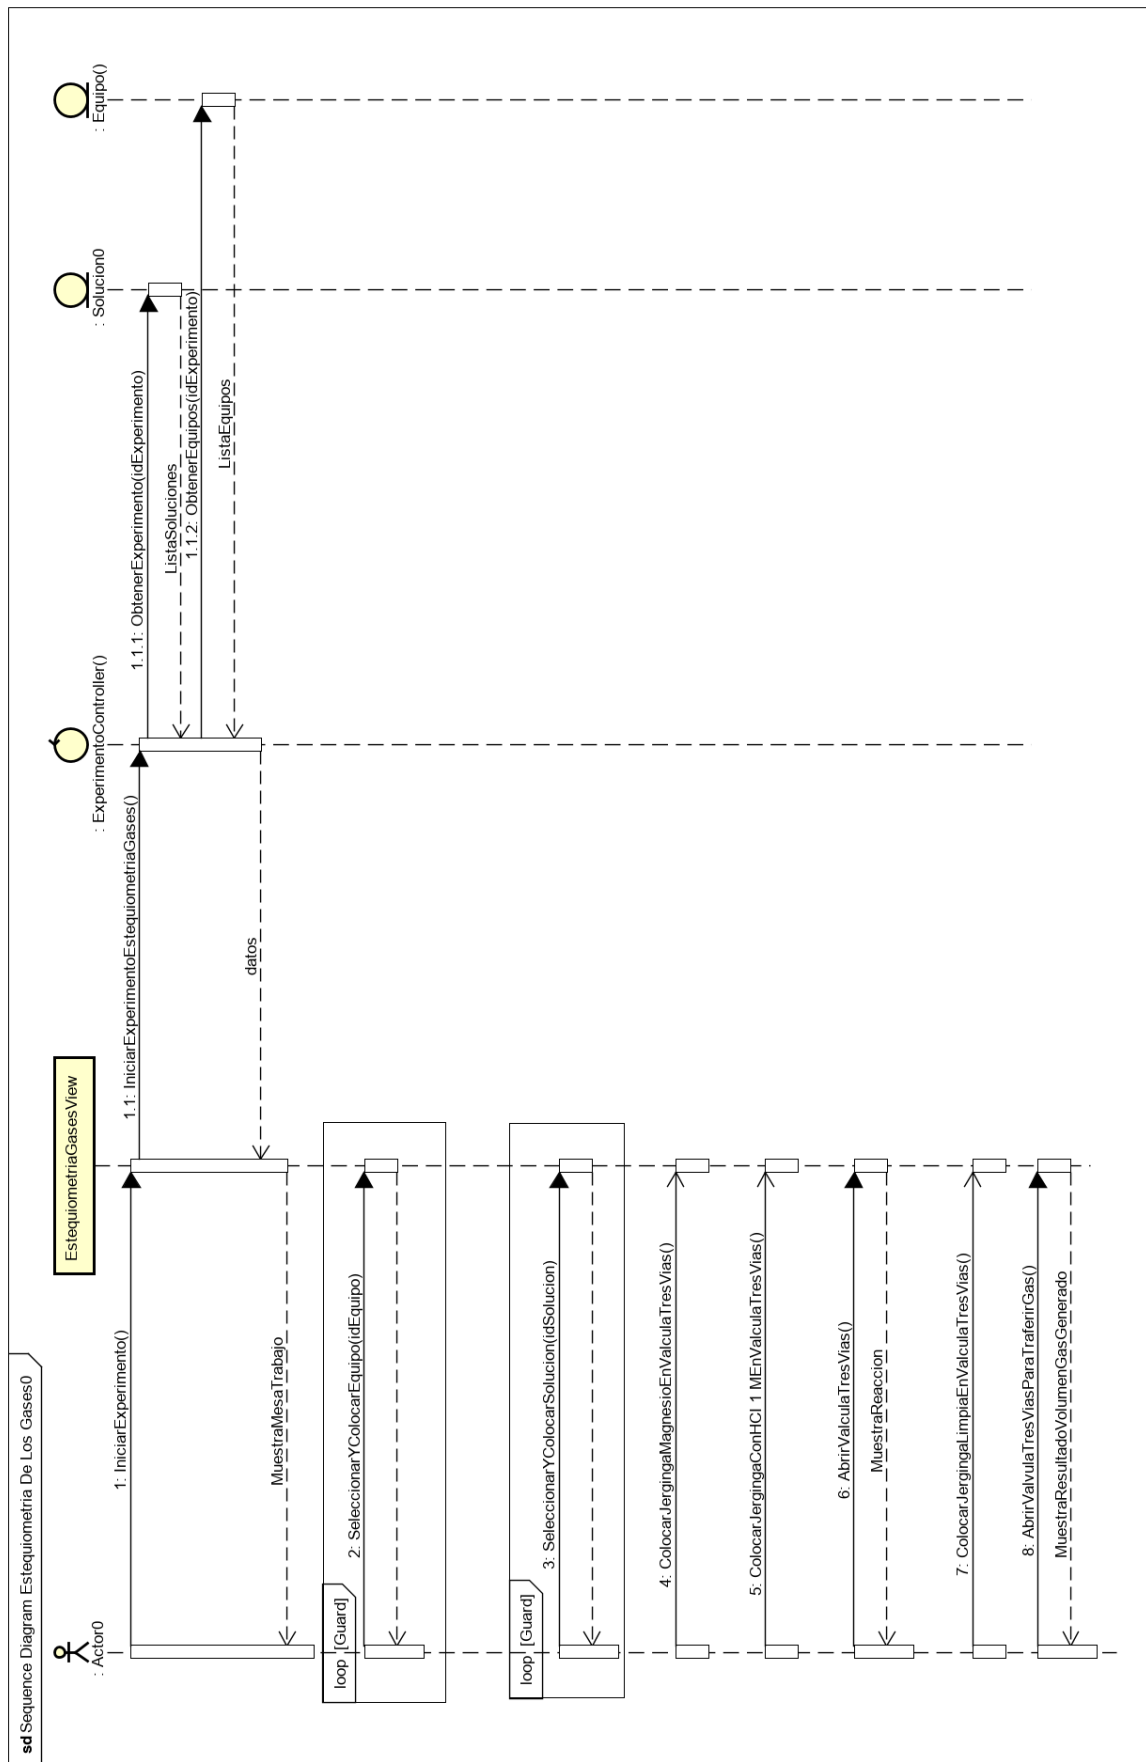 sd Sequence Diagram Estequiometria De Los Gases0
: Actor0
EstequiometriaGasesView
: ExperimentoController()
: Solucion0
: Equipo()
1: IniciarExperimento()
1.1: IniciarExperimentoEstequiometriaGases()
1.1.1: ObtenerExperimento(idExperimento)
ListaSoluciones
1.1.2: ObtenerEquipos(idExperimento)
ListaEquipos
datos
MuestraMesaTrabajo
loop [Guard]
2: SeleccionarYColocarEquipo(idEquipo)
loop [Guard]
3: SeleccionarYColocarSolucion(idSolucion)
4: ColocarJergingaMagnesioEnValculaTresVias()
5: ColocarJergingaConHCl 1 MEnValculaTresVias()
6: AbrirValculaTresVias()
MuestraReaccion
7: ColocarJergingaLimpiaEnValculaTresVias()
8: AbrirValvulaTresViasParaTraferirGas()
MuestraResultadoVolumenGasGenerado